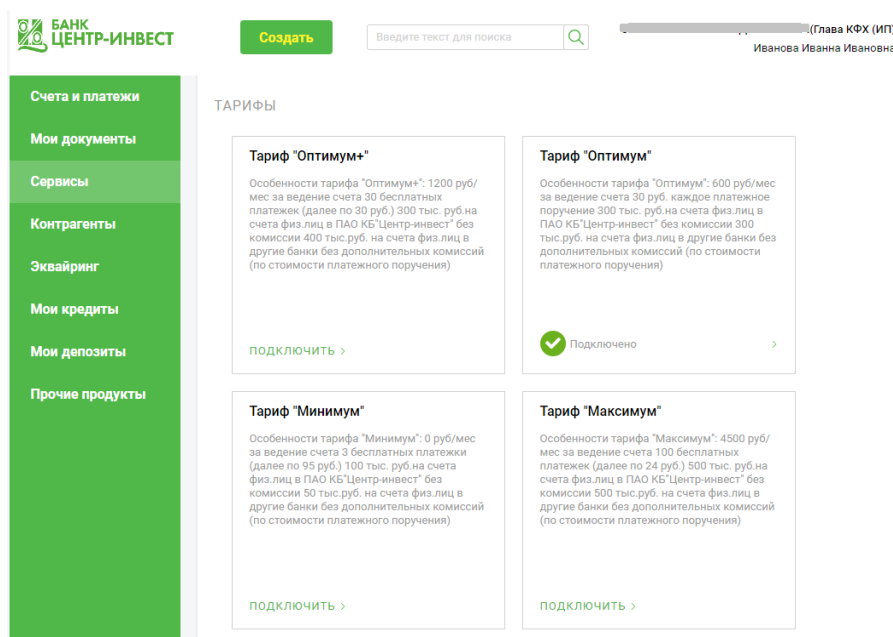 БАНК
ЦЕНТР-ИНВЕСТ
Создать
Введите текст для поиска
(Глава КФХ (ИП)
Иванова Иванна Ивановна
Счета и платежи
Мои документы
Сервисы
Контрагенты
Эквайринг
Мои кредиты
Мои депозиты
Прочие продукты
ТАРИФЫ
Тариф "Оптимум+"
Особенности тарифа "Оптимум+": 1200 руб/
мес за ведение счета 30 бесплатных
платежек (далее по 30 руб.) 300 тыс. руб.на
счета физ.лиц в ПАО КБ"Центр-инвест" без
комиссии 400 тыс.руб. на счета физ.лиц в
другие банки без дополнительных комиссий
(по стоимости платежного поручения)
ПОДКЛЮЧИТЬ >
Тариф "Оптимум"
Особенности тарифа "Оптимум": 600 руб/мес
за ведение счета 30 руб. каждое платежное
поручение 300 тыс. руб.на счета физ.лиц в
ПАО КБ"Центр-инвест" без комиссии 300
тыс.руб. на счета физ.лиц в другие банки без
дополнительных комиссий (по стоимости
платежного поручения)
Подключено >
Тариф "Минимум"
Особенности тарифа "Минимум": 0 руб/мес
за ведение счета 3 бесплатных платежки
(далее по 95 руб.) 100 тыс. руб.на счета
физ.лиц в ПАО КБ"Центр-инвест" без
комиссии 50 тыс.руб. на счета физ.лиц в
другие банки без дополнительных комиссий
(по стоимости платежного поручения)
ПОДКЛЮЧИТЬ >
Тариф "Максимум"
Особенности тарифа "Максимум": 4500 руб/
мес за ведение счета 100 бесплатных
платежек (далее по 24 руб.) 500 тыс. руб.на
счета физ.лиц в ПАО КБ"Центр-инвест" без
комиссии 500 тыс.руб. на счета физ.лиц в
другие банки без дополнительных комиссий
(по стоимости платежного поручения)
ПОДКЛЮЧИТЬ >